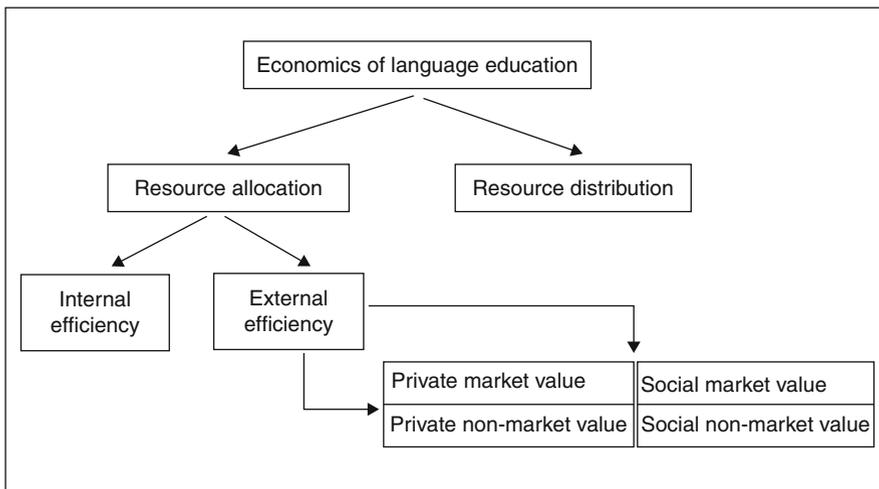 Economics of language education
Resource allocation
Resource distribution
Internal
efficiency
External
efficiency
Private market value
Social market value
Private non-market value
Social non-market value